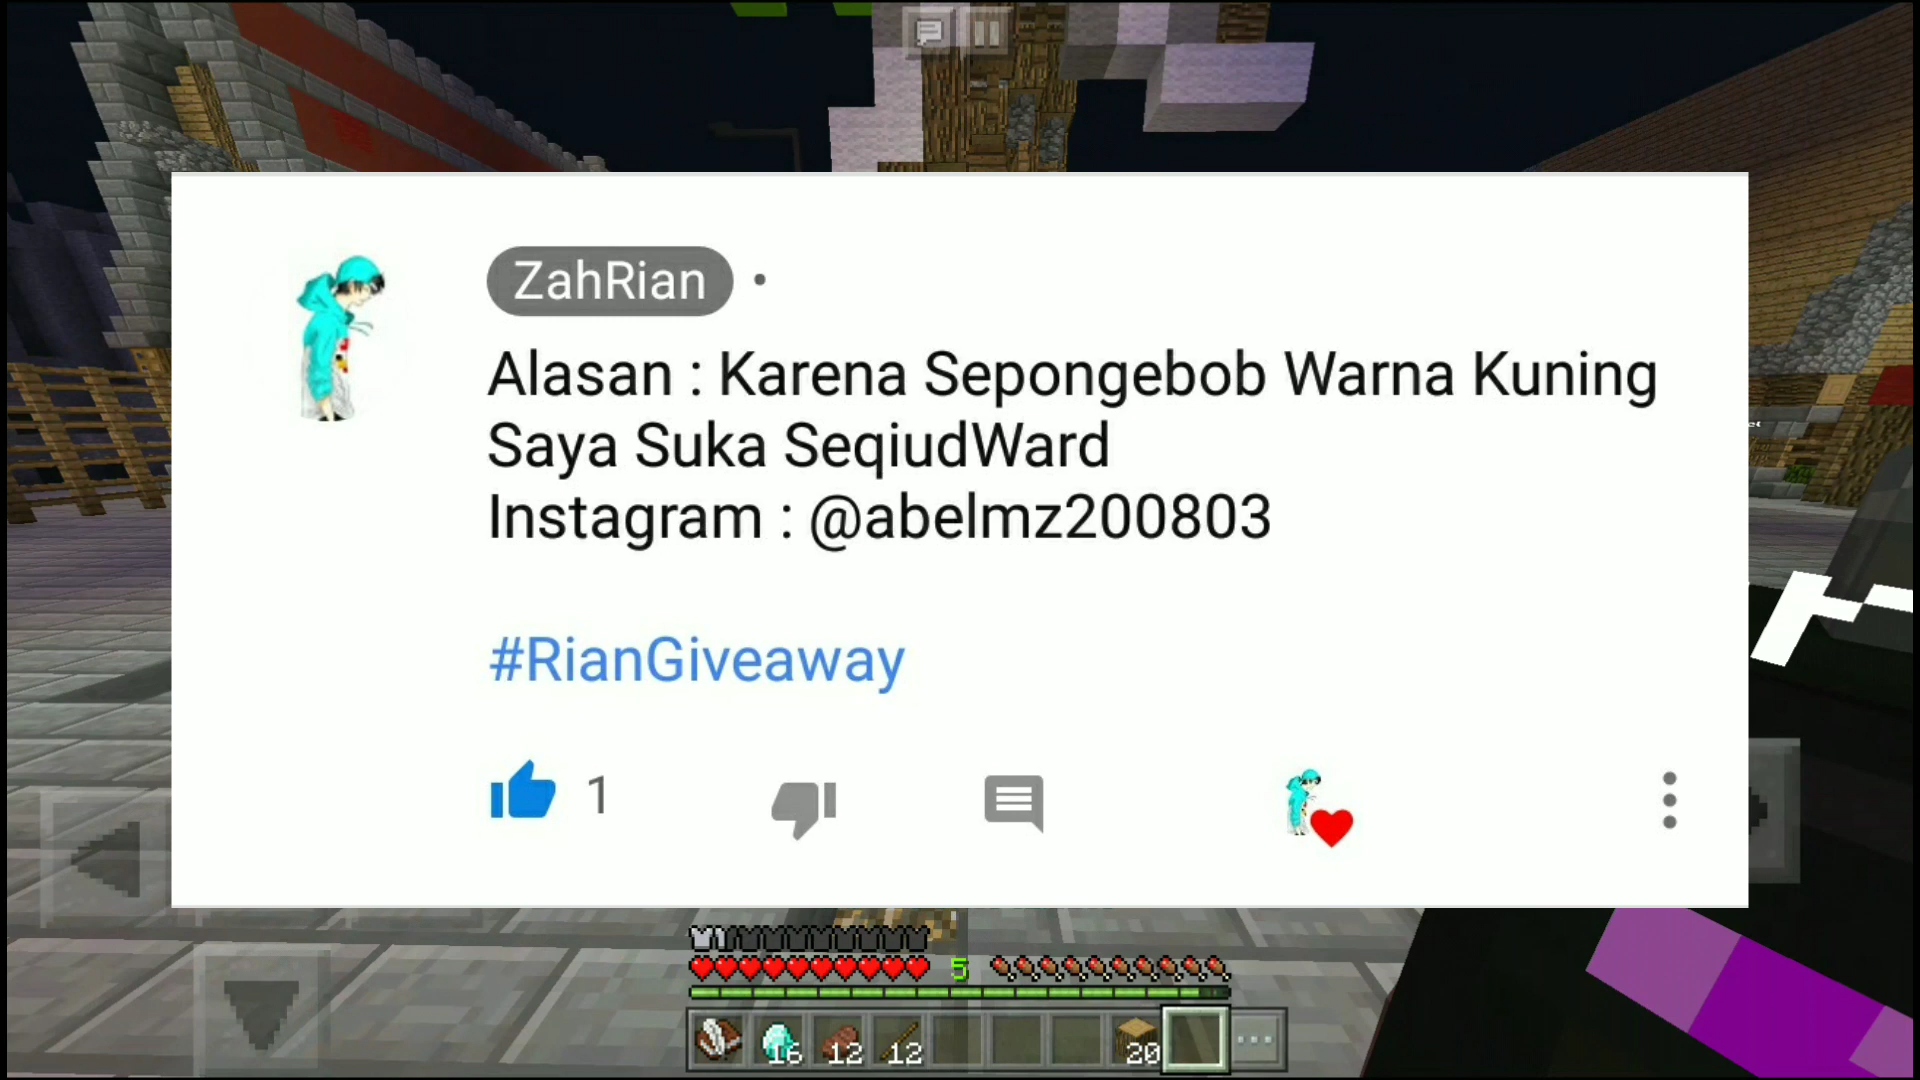 ZahRian •
Alasan : Karena Sepongebob Warna Kuning
Saya Suka SeqiudWard
Instagram : @abelmz200803
#RianGiveaway
1
5
16 12 12 20